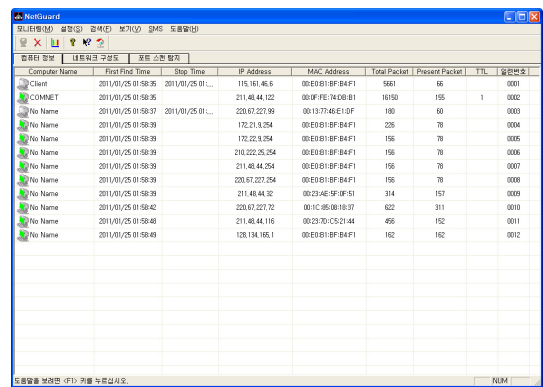 NetGuard
모니터링(M) 설정(S) 검색(F) 보기(V) SMS 도움말(H)
컴퓨터 정보 네트워크 구성도 포트 스캔 탐지
Computer Name First Find Time Stop Time IP Address MAC Address Total Packet Present Packet TTL 일련번호
Client 2011/01/25 01:58:35 2011/01/25 01:... 115,161,46,6 00:E0:B1:BF:B4:F1 5661 66 0001
COMNET 2011/01/25 01:58:35 211,48,44,122 00:0F:FE:74:DB:B1 16150 155 1 0002
No Name 2011/01/25 01:58:37 2011/01/25 01:... 220,67,227,99 00:13:77:46:E1:DF 180 60 0003
No Name 2011/01/25 01:58:39 172,21,9,254 00:E0:B1:BF:B4:F1 226 78 0004
No Name 2011/01/25 01:58:39 172,22,9,254 00:E0:B1:BF:B4:F1 156 78 0005
No Name 2011/01/25 01:58:39 210,222,25,254 00:E0:B1:BF:B4:F1 156 78 0006
No Name 2011/01/25 01:58:39 211,48,44,254 00:E0:B1:BF:B4:F1 156 78 0007
No Name 2011/01/25 01:58:39 220,67,227,254 00:E0:B1:BF:B4:F1 156 78 0008
No Name 2011/01/25 01:58:39 211,48,44,32 00:23:AE:5F:0F:51 314 157 0009
No Name 2011/01/25 01:58:42 220,67,227,72 00:1C:85:08:18:37 622 311 0010
No Name 2011/01/25 01:58:48 211,48,44,116 00:23:7D:C5:21:44 456 152 0011
No Name 2011/01/25 01:58:49 128,134,165,1 00:E0:B1:BF:B4:F1 162 162 0012
도움말을 보려면 <F1> 키를 누르십시오. NUM